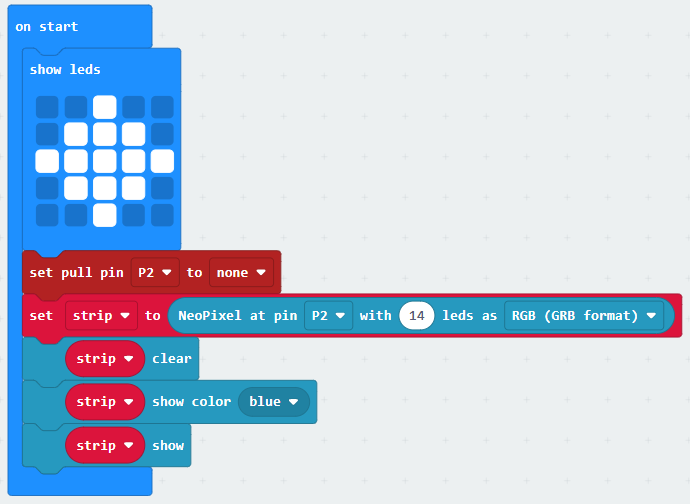 on start
show leds
set pull pin P2 to none
set strip to NeoPixel at pin P2 with 14 leds as RGB (GRB format)
strip clear
strip show color blue
strip show